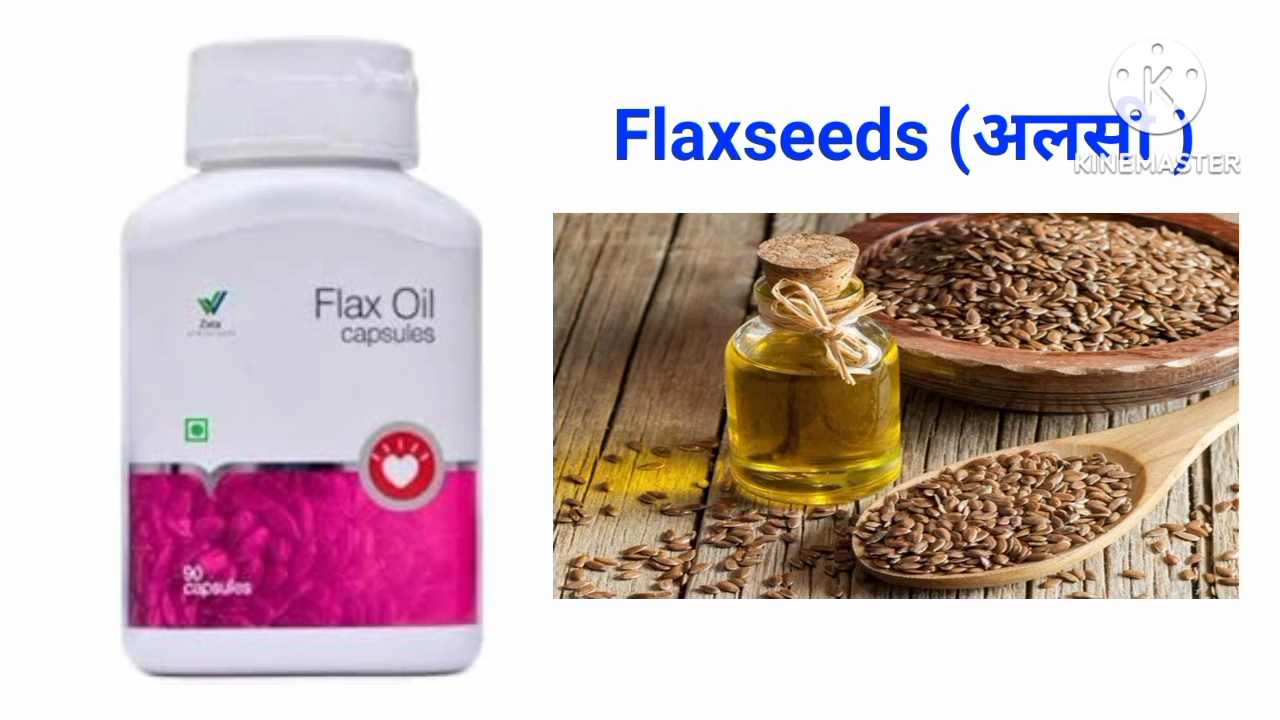 Flaxseeds (अलसी )
KINEMASTER
Flax Oil
capsules
90
capsules